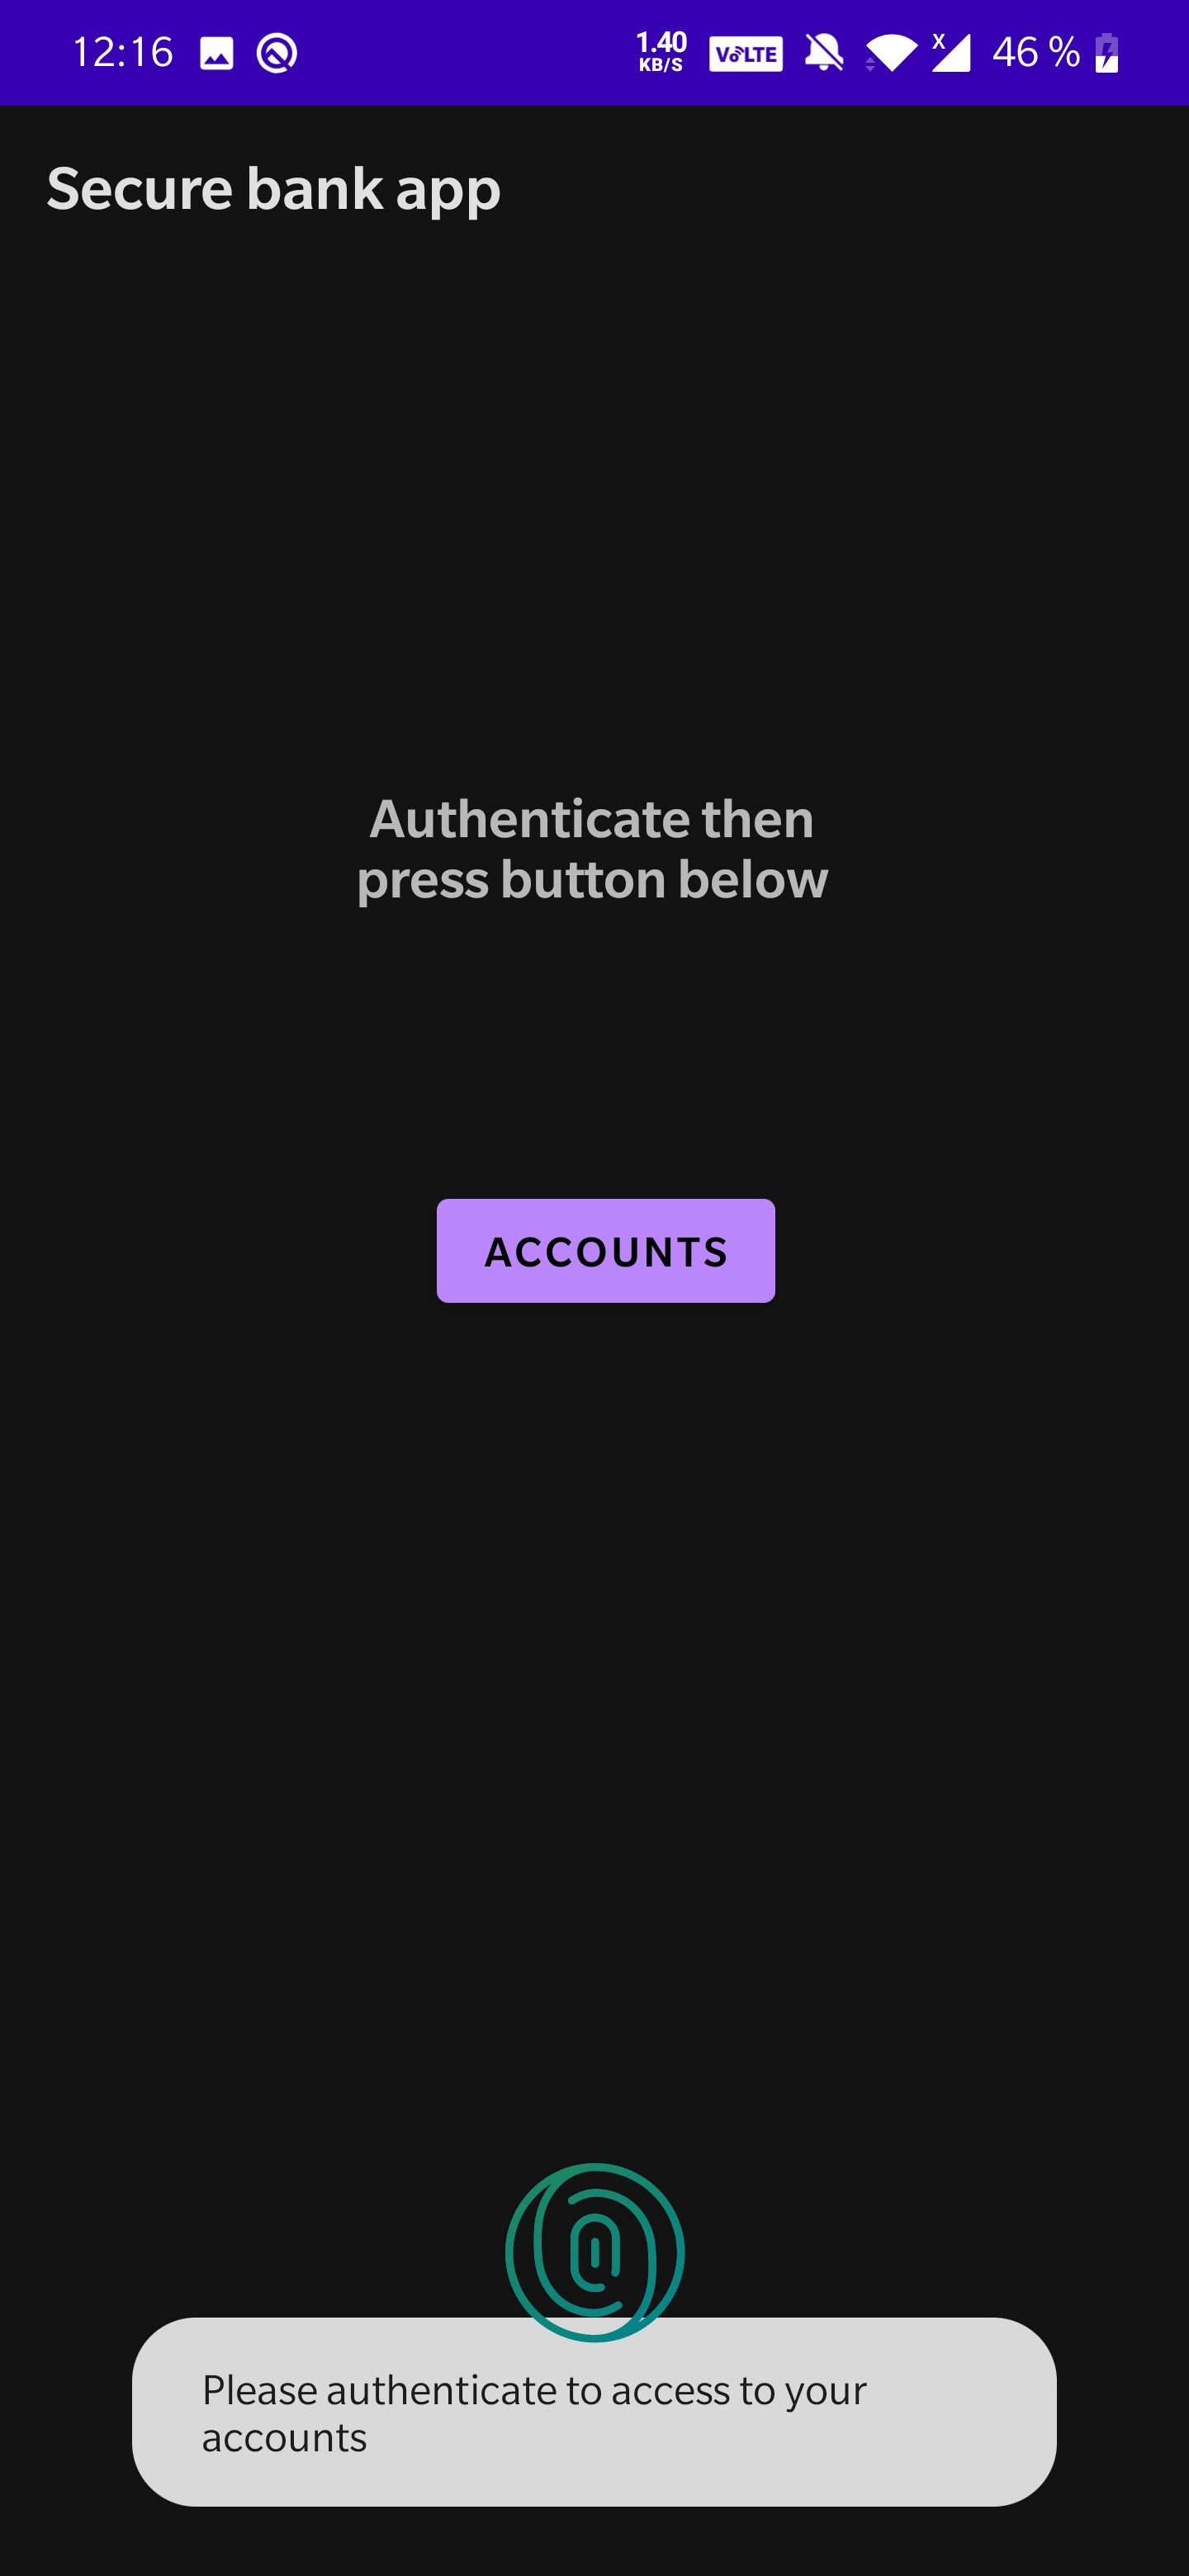 12:16 1.40 KB/S VoLTE X 46 %
Secure bank app
Authenticate then
press button below
ACCOUNTS
Please authenticate to access to your
accounts